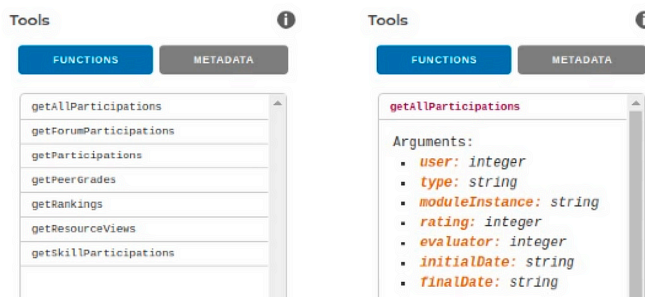 Tools
FUNCTIONS METADATA
getAllParticipations
getForumParticipations
getParticipations
getPeerGrades
getRankings
getResourceViews
getSkillParticipations
Tools
FUNCTIONS METADATA
getAllParticipations
Arguments:
▪ user: integer
▪ type: string
▪ moduleInstance: string
▪ rating: integer
▪ evaluator: integer
▪ initialDate: string
▪ finalDate: string